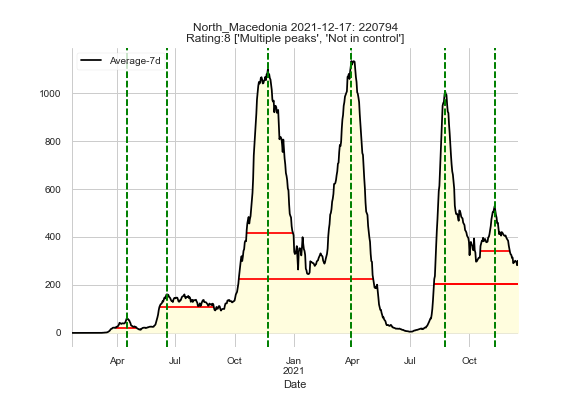 North_Macedonia 2021-12-17: 220794
Rating:8 ['Multiple peaks', 'Not in control']
Average-7d
1000
800
600
400
200
0
Apr Jul Oct Jan Apr Jul Oct
2021
Date